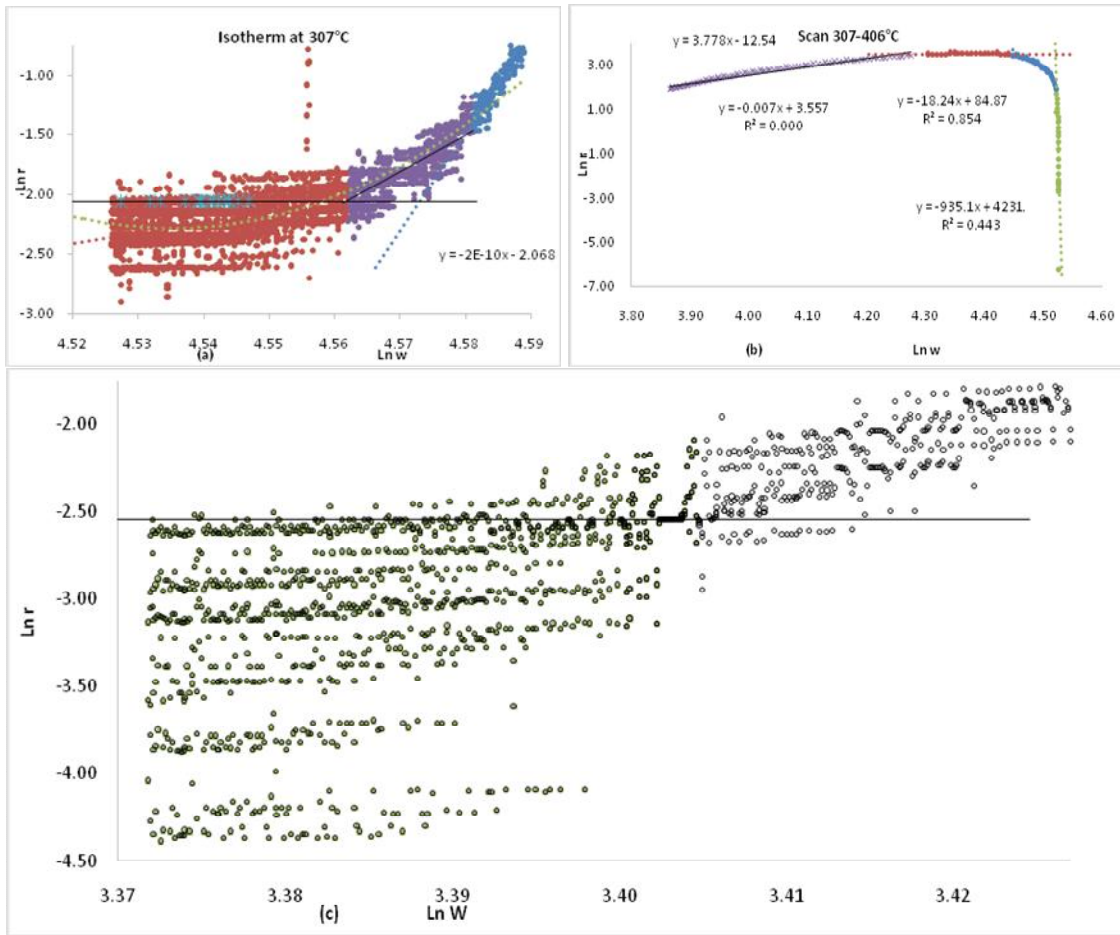 Isotherm at 307°C
-1.00
-1.50
-2.00
-2.50
-3.00
Ln r
y = -2E-10x - 2.068
4.52 4.53 4.54 4.55 4.56 4.57 4.58 4.59
(a) Ln w
Scan 307-406°C
y = 3.778x - 12.54
3.00
1.00
-1.00
-3.00
-5.00
-7.00
Ln r
y = -0.007x + 3.557
R² = 0.000
y = -18.24x + 84.87
R² = 0.854
y = -935.1x + 4231.
R² = 0.443
3.80 3.90 4.00 4.10 4.20 4.30 4.40 4.50 4.60
(b) Ln w
-2.00
-2.50
-3.00
-3.50
-4.00
-4.50
Ln r
3.37 3.38 3.39 3.40 3.41 3.42
(c) Ln W